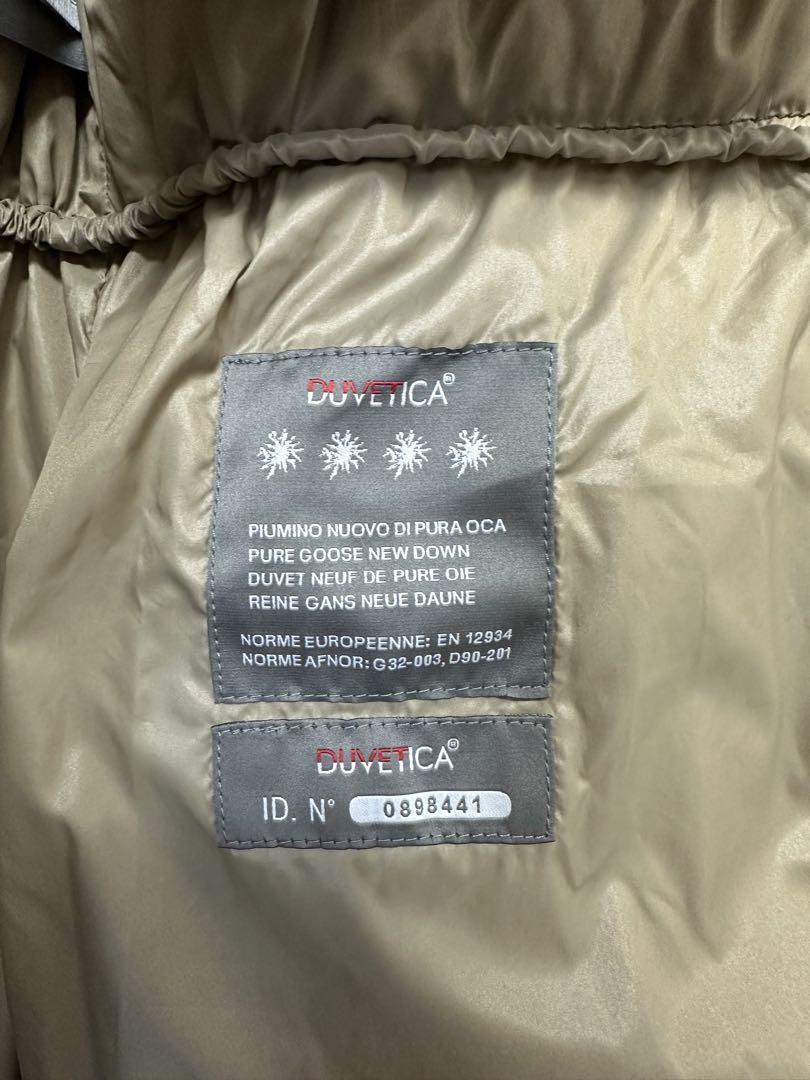 DUVETICA®
PIUMINO NUOVO DI PURA OCA
PURE GOOSE NEW DOWN
DUVET NEUF DE PURE OIE
REINE GANS NEUE DAUNE
NORME EUROPEENNE: EN 12934
NORME AFNOR: G32-003, D90-201
DUVETICA®
ID. N° 0898441